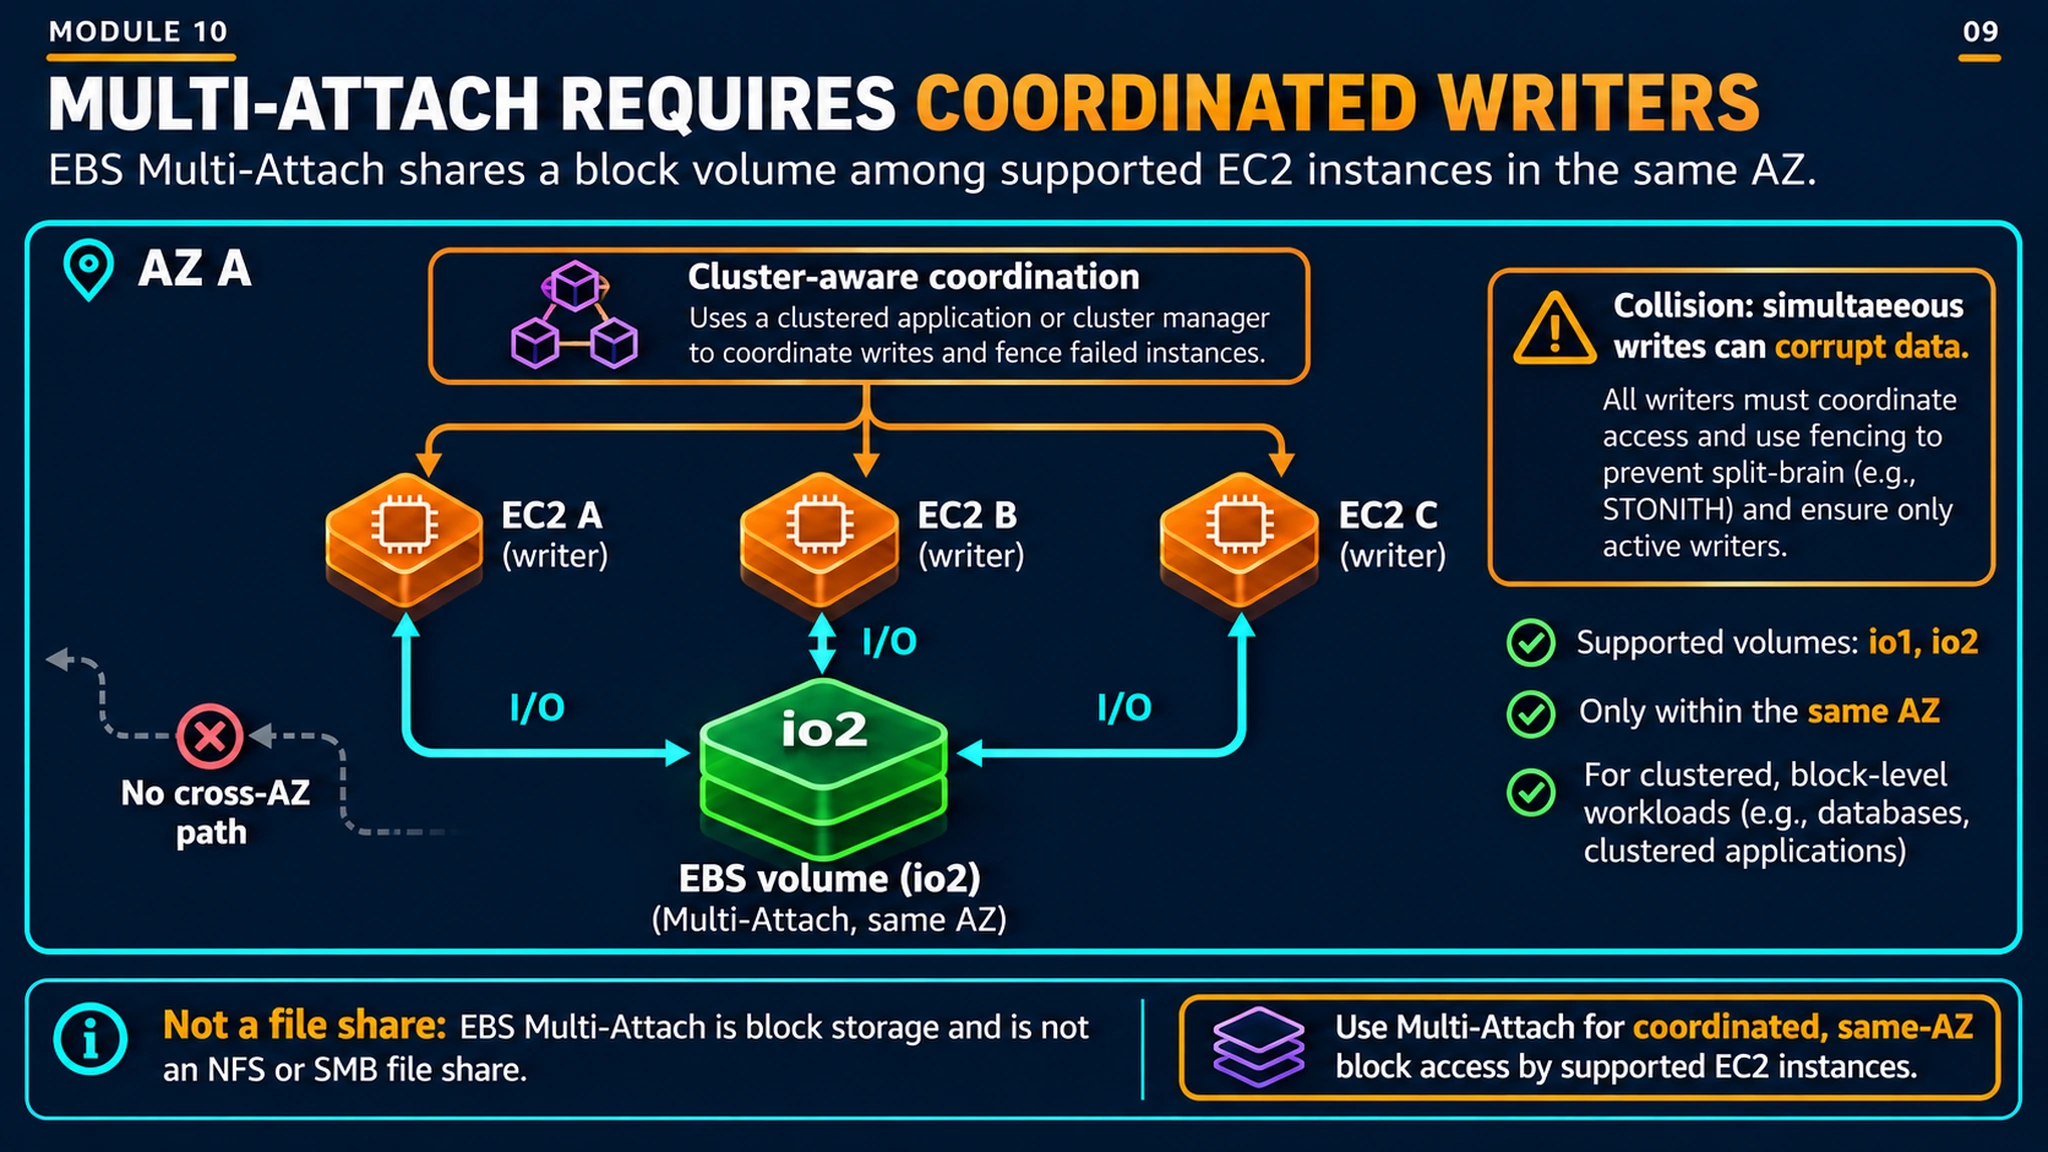 MODULE 10
09
MULTI-ATTACH REQUIRES COORDINATED WRITERS
EBS Multi-Attach shares a block volume among supported EC2 instances in the same AZ.
AZ A
Cluster-aware coordination
Uses a clustered application or cluster manager
to coordinate writes and fence failed instances.
Collision: simultaeeous
writes can corrupt data.
All writers must coordinate
access and use fencing to
prevent split-brain (e.g.,
STONITH) and ensure only
active writers.
EC2 A
(writer)
EC2 B
(writer)
EC2 C
(writer)
I/O
I/O
I/O
io2
No cross-AZ
path
EBS volume (io2)
(Multi-Attach, same AZ)
Supported volumes: io1, io2
Only within the same AZ
For clustered, block-level
workloads (e.g., databases,
clustered applications)
Not a file share: EBS Multi-Attach is block storage and is not
an NFS or SMB file share.
Use Multi-Attach for coordinated, same-AZ
block access by supported EC2 instances.